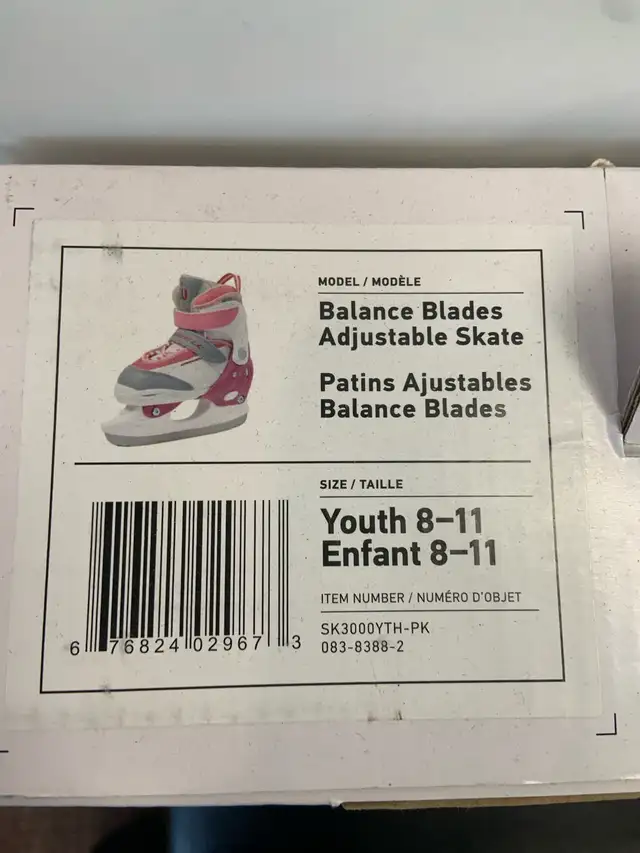 MODEL / MODÈLE
Balance Blades
Adjustable Skate
Patins Ajustables
Balance Blades
SIZE / TAILLE
Youth 8–11
Enfant 8–11
ITEM NUMBER / NUMÉRO D'OBJET
SK3000YTH-PK
083-8388-2
6 76824 02967 3